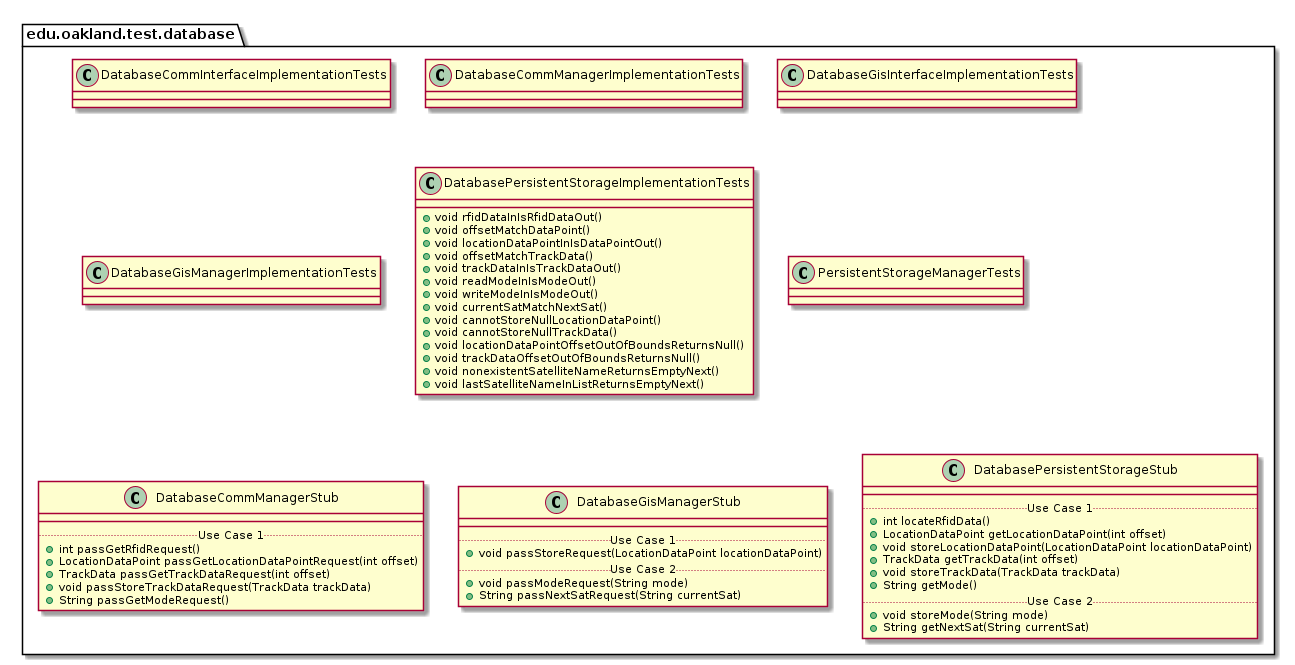 edu.oakland.test.database
C DatabaseCommInterfaceImplementationTests
C DatabaseCommManagerImplementationTests
C DatabaseGisInterfaceImplementationTests
C DatabaseGisManagerImplementationTests
C DatabasePersistentStorageImplementationTests
void rfidDataInIsRfidDataOut()
void offsetMatchDataPoint()
void locationDataPointInIsDataPointOut()
void offsetMatchTrackData()
void trackDataInIsTrackDataOut()
void readModeInIsModeOut()
void writeModeInIsModeOut()
void currentSatMatchNextSat()
void cannotStoreNullLocationDataPoint()
void cannotStoreNullTrackData()
void locationDataPointOffsetOutOfBoundsReturnsNull()
void trackDataOffsetOutOfBoundsReturnsNull()
void nonexistentSatelliteNameReturnsEmptyNext()
void lastSatelliteNameInListReturnsEmptyNext()
C PersistentStorageManagerTests
C DatabaseCommManagerStub
Use Case 1
int passGetRfidRequest()
LocationDataPoint passGetLocationDataPointRequest(int offset)
TrackData passGetTrackDataRequest(int offset)
void passStoreTrackDataRequest(TrackData trackData)
String passGetModeRequest()
C DatabaseGisManagerStub
Use Case 1
void passStoreRequest(LocationDataPoint locationDataPoint)
Use Case 2
void passModeRequest(String mode)
String passNextSatRequest(String currentSat)
C DatabasePersistentStorageStub
Use Case 1
int locateRfidData()
LocationDataPoint getLocationDataPoint(int offset)
void storeLocationDataPoint(LocationDataPoint locationDataPoint)
TrackData getTrackData(int offset)
void storeTrackData(TrackData trackData)
String getMode()
Use Case 2
void storeMode(String mode)
String getNextSat(String currentSat)